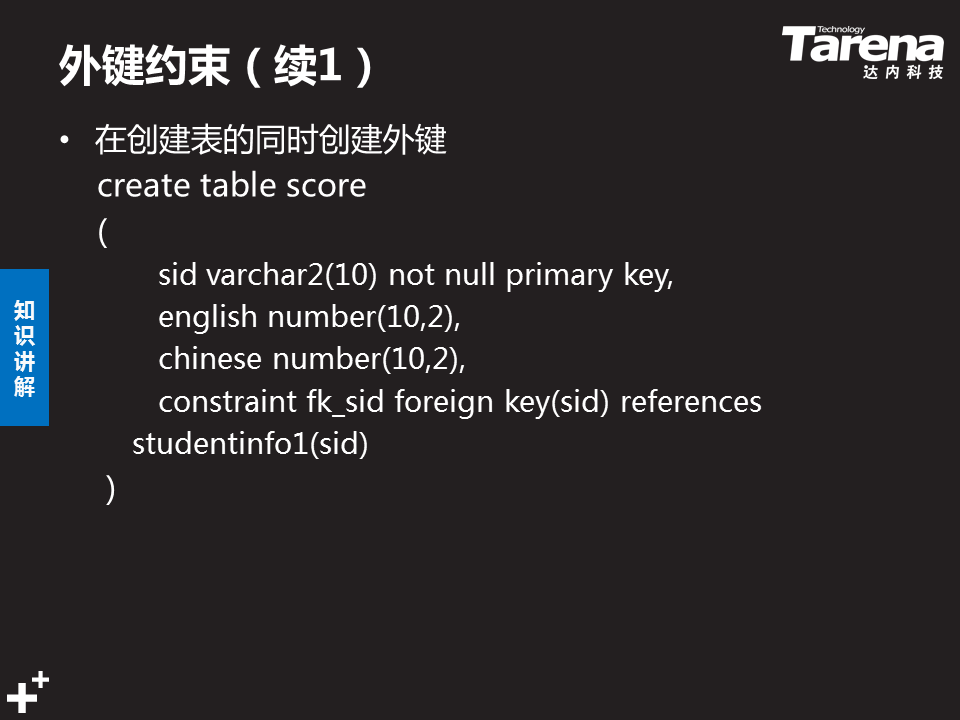 外键约束（续1）
Technology
Tarena
达内科技
• 在创建表的同时创建外键
create table score
(
sid varchar2(10) not null primary key,
english number(10,2),
chinese number(10,2),
constraint fk_sid foreign key(sid) references
studentinfo1(sid)
)
知识讲解